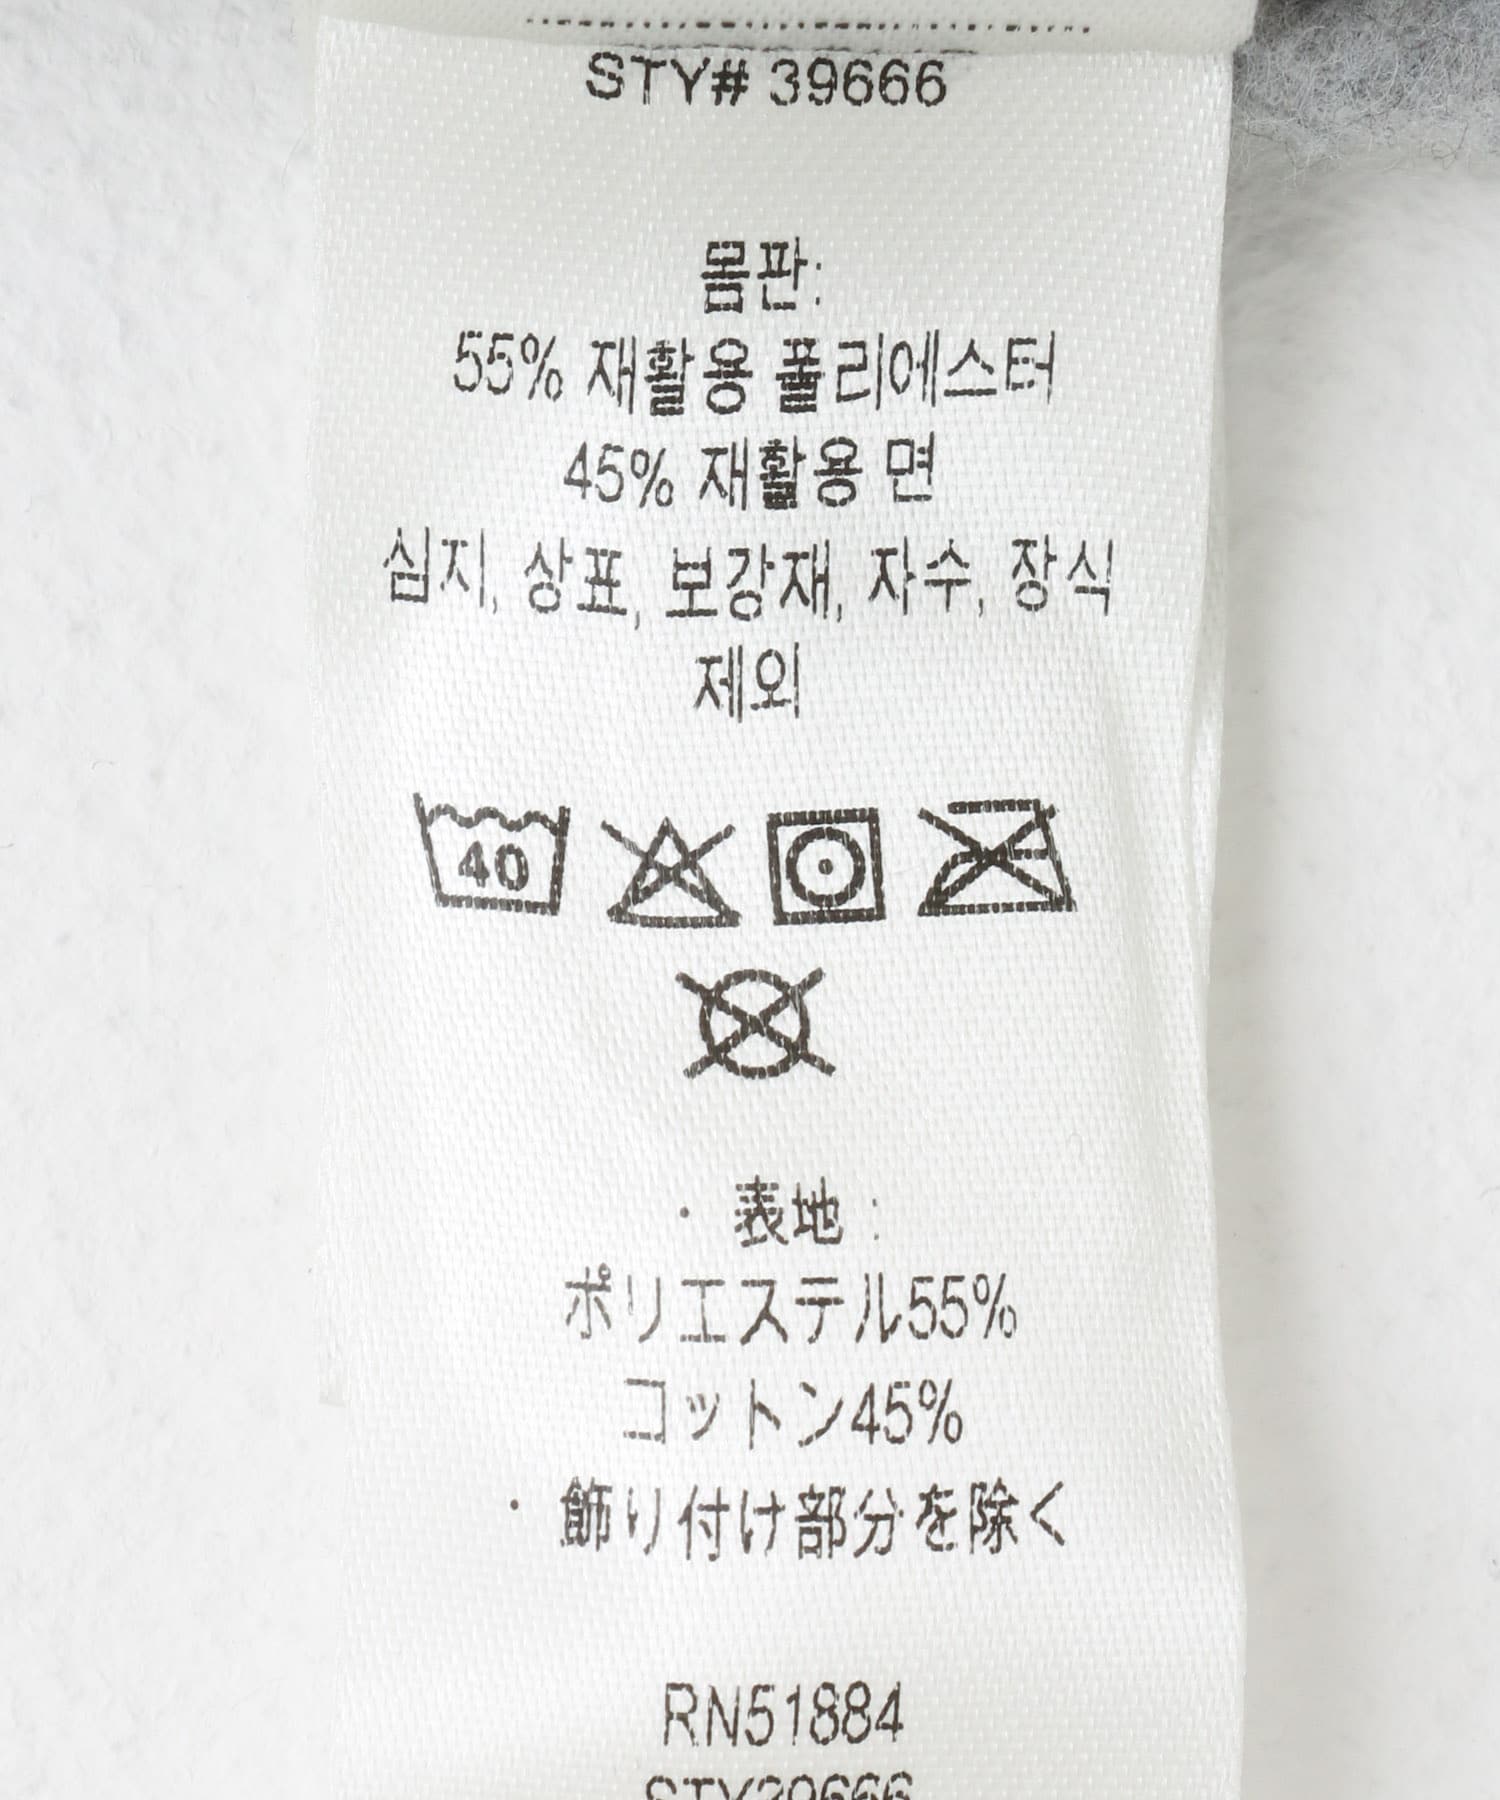 STY# 39666
몸판:
55% 재활용 폴리에스터
45% 재활용 면
심지, 상표, 보강재, 자수, 장식
제외
40
・表地:
ポリエステル55%
コットン45%
・飾り付け部分を除く
RN51884
STY39666